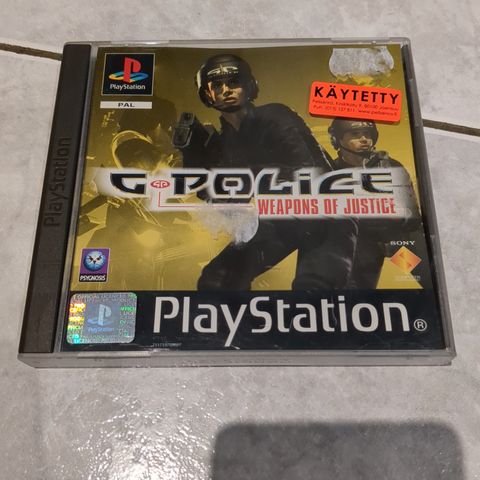 PlayStation
PlayStation
PAL
KÄYTETTY
G-POLICE
WEAPONS OF JUSTICE
SONY
PSYGNOSIS
PlayStation®